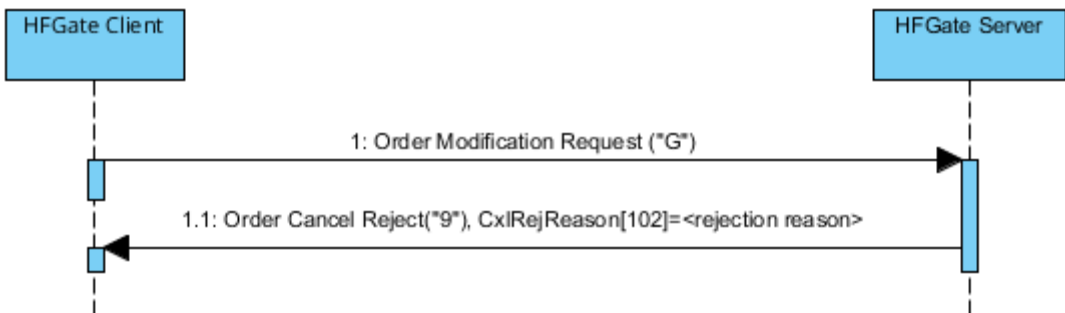 HFGate Client
HFGate Server
1: Order Modification Request ("G")
1.1: Order Cancel Reject("9"), CxlRejReason[102]=<rejection reason>